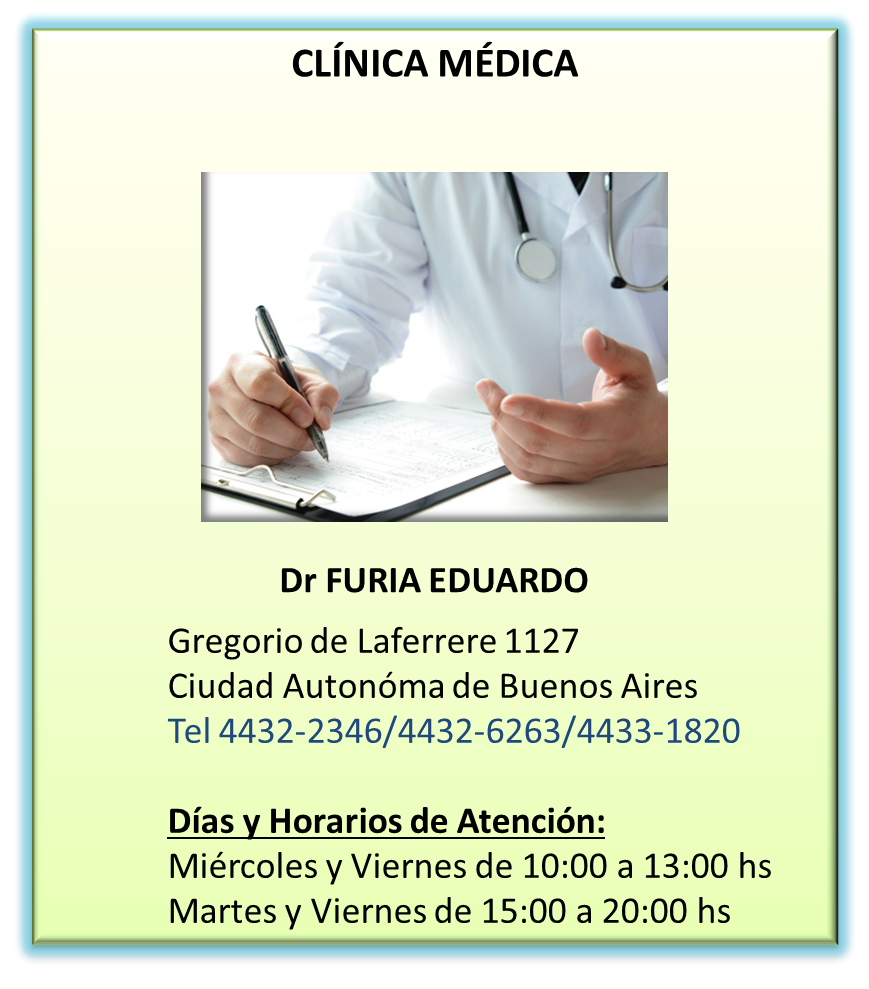 CLÍNICA MÉDICA
Dr FURIA EDUARDO
Gregorio de Laferrere 1127
Ciudad Autonóma de Buenos Aires
Tel 4432-2346/4432-6263/4433-1820
Días y Horarios de Atención:
Miércoles y Viernes de 10:00 a 13:00 hs
Martes y Viernes de 15:00 a 20:00 hs